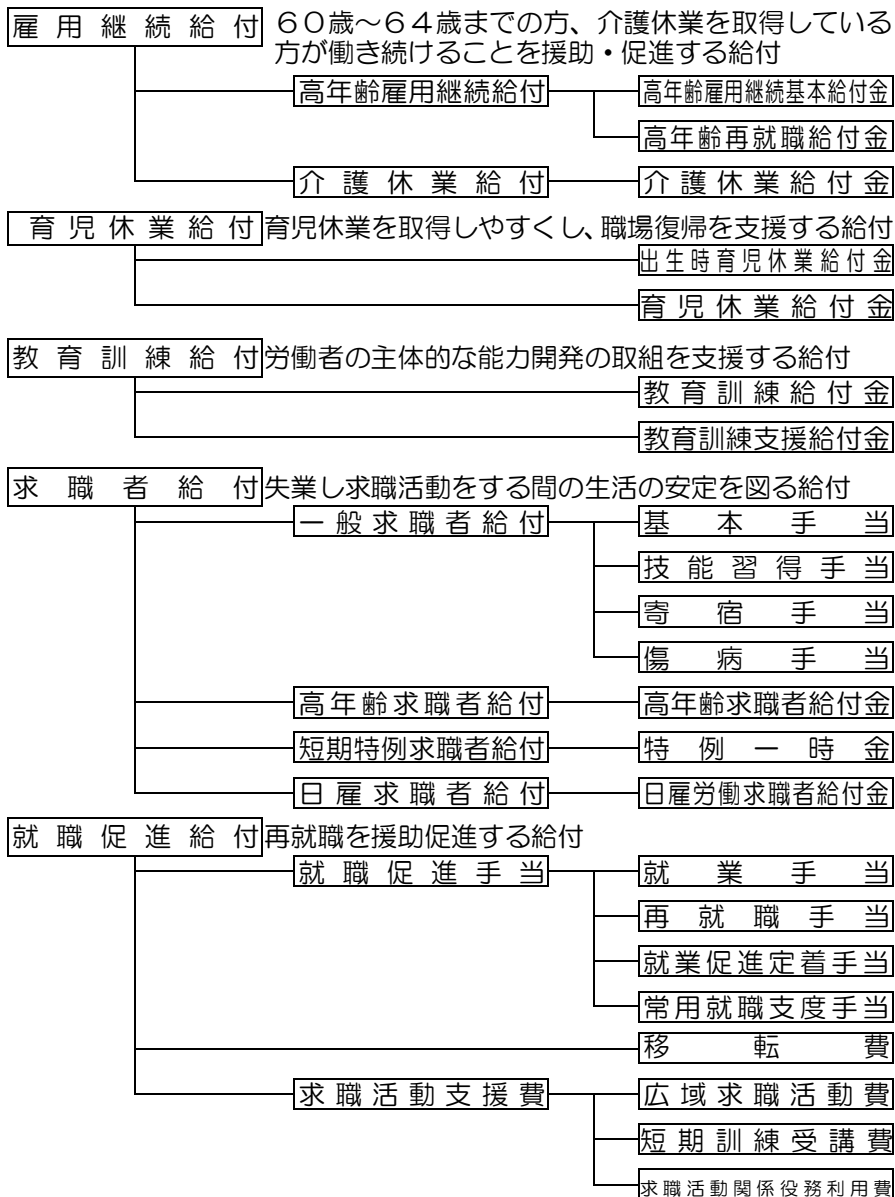 雇用継続給付 60歳~64歳までの方、介護休業を取得している
方が働き続けることを援助・促進する給付
高年齢雇用継続給付 高年齢雇用継続基本給付金
高年齢再就職給付金
介護休業給付 介護休業給付金
育児休業給付 育児休業を取得しやすくし、職場復帰を支援する給付
出生時育児休業給付金
育児休業給付金
教育訓練給付 労働者の主体的な能力開発の取組を支援する給付
教育訓練給付金
教育訓練支援給付金
求職者給付 失業し求職活動をする間の生活の安定を図る給付
一般求職者給付 基本手当
技能習得手当
寄宿手当
傷病手当
高年齢求職者給付 高年齢求職者給付金
短期特例求職者給付 特例一時金
日雇求職者給付 日雇労働求職者給付金
就職促進給付 再就職を援助促進する給付
就職促進手当 就業手当
再就職手当
就業促進定着手当
常用就職支度手当
移転費
求職活動支援費 広域求職活動費
短期訓練受講費
求職活動関係役務利用費